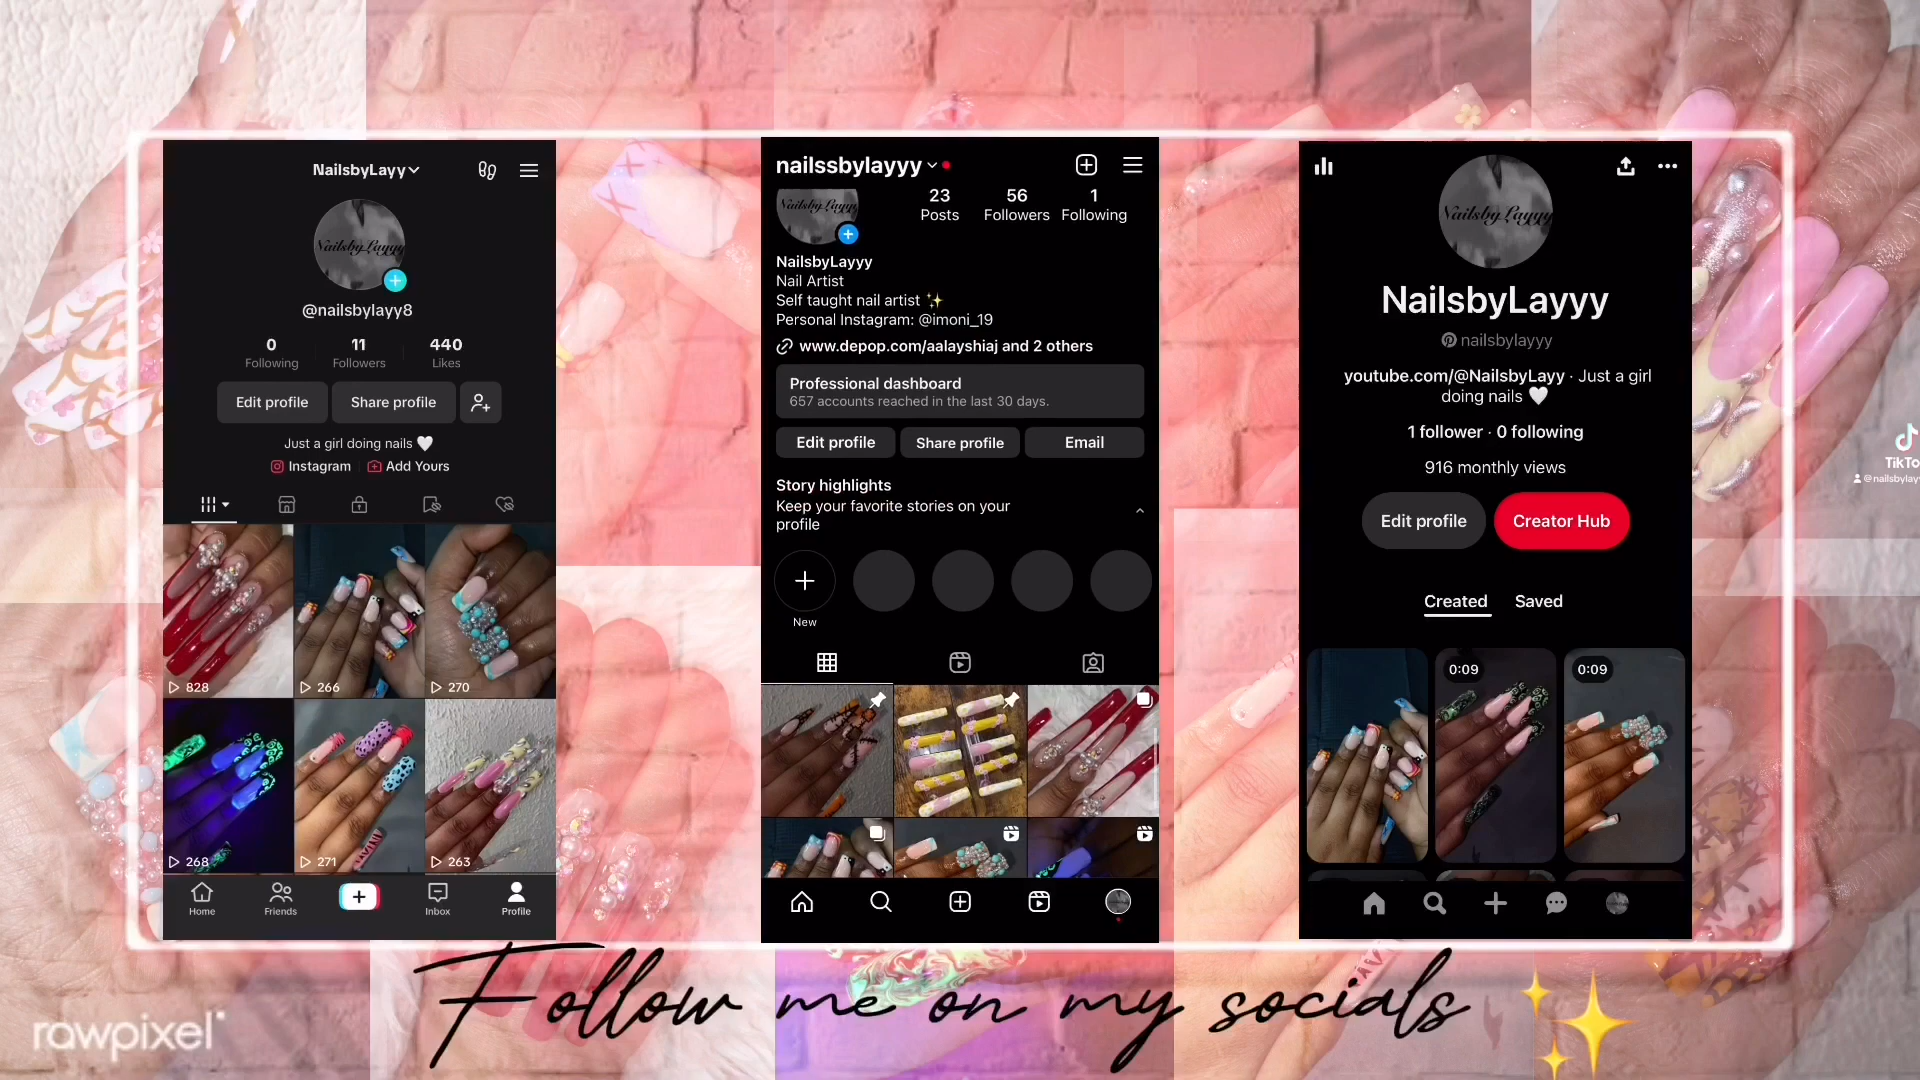 NailsbyLayy
NailsbyLayyy
@nailsbylayy8
0
11
440
Following
Followers
Likes
Edit profile
Share profile
Just a girl doing nails 🤍
Instagram
Add Yours
828
266
270
268
271
263
Home
Friends
Inbox
Profile
nailssbylayyy
NailsbyLayyy
23
56
1
Posts
Followers
Following
NailsbyLayyy
Nail Artist
Self taught nail artist ✨
Personal Instagram: @imoni_19
www.depop.com/aalayshiaj and 2 others
Professional dashboard
657 accounts reached in the last 30 days.
Edit profile
Share profile
Email
Story highlights
Keep your favorite stories on your
profile
New
NailsbyLayyy
NailsbyLayyy
nailsbylayyy
youtube.com/@NailsbyLayy · Just a girl
doing nails 🤍
1 follower · 0 following
916 monthly views
Edit profile
Creator Hub
Created
Saved
0:09
0:09
TikTo
@nailsbylay
Follow me on my socials ✨
rawpixel